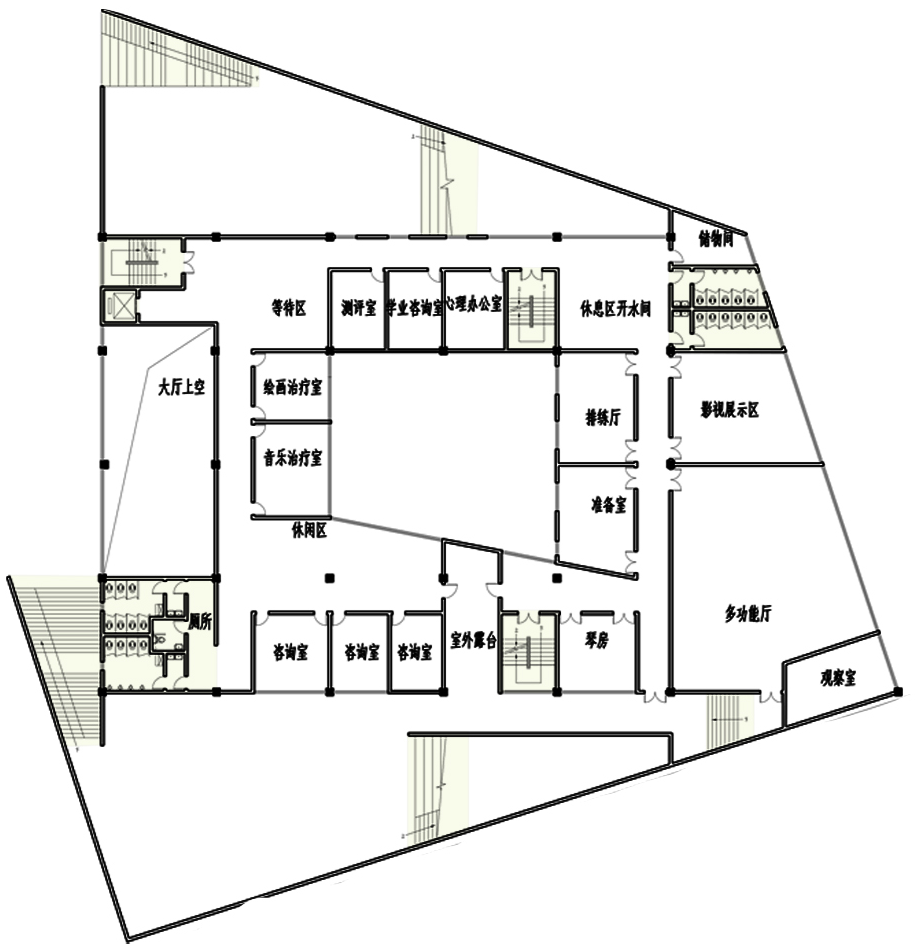 储物间
等待区
测评室
学业咨询室
心理办公室
休息区开水间
大厅上空
绘画治疗室
排练厅
影视展示区
音乐治疗室
准备室
休闲区
厕所
多功能厅
咨询室
咨询室
咨询室
室外露台
琴房
观察室